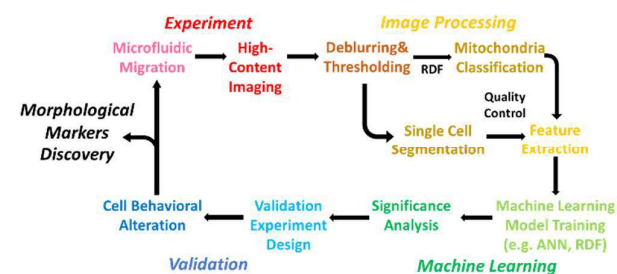 Experiment
Image Processing
Microfluidic
Migration
High-
Content
Imaging
Deblurring&
Thresholding
RDF
Mitochondria
Classification
Quality
Control
Single Cell
Segmentation
Feature
Extraction
Morphological
Markers
Discovery
Cell Behavioral
Alteration
Validation
Experiment
Design
Significance
Analysis
Machine Learning
Model Training
(e.g. ANN, RDF)
Validation
Machine Learning